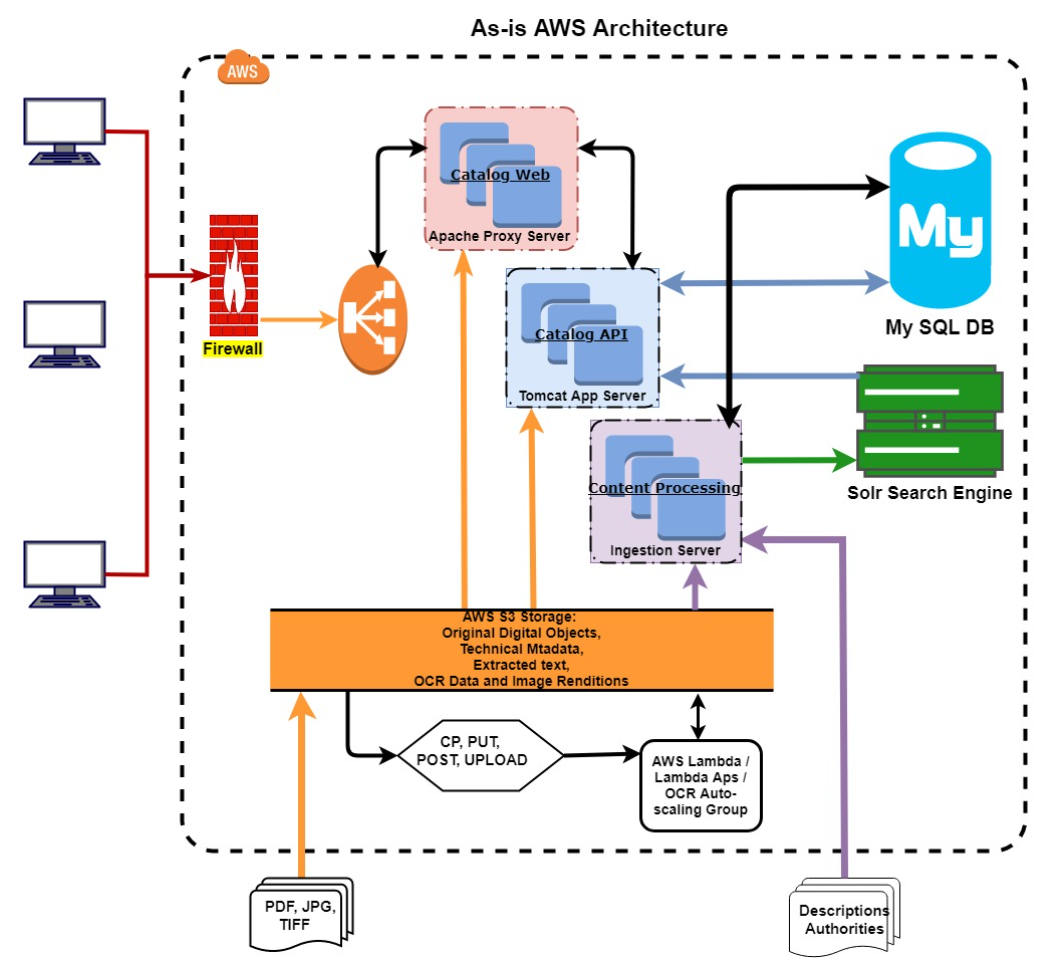 As-is AWS Architecture
AWS
Catalog Web
Apache Proxy Server
My
My SQL DB
Firewall
Catalog API
Tomcat App Server
Solr Search Engine
Content Processing
Ingestion Server
AWS S3 Storage:
Original Digital Objects,
Technical Mtadata,
Extracted text,
OCR Data and Image Renditions
CP, PUT,
POST, UPLOAD
AWS Lambda /
Lambda Aps /
OCR Auto-
scaling Group
PDF, JPG,
TIFF
Descriptions
Authorities